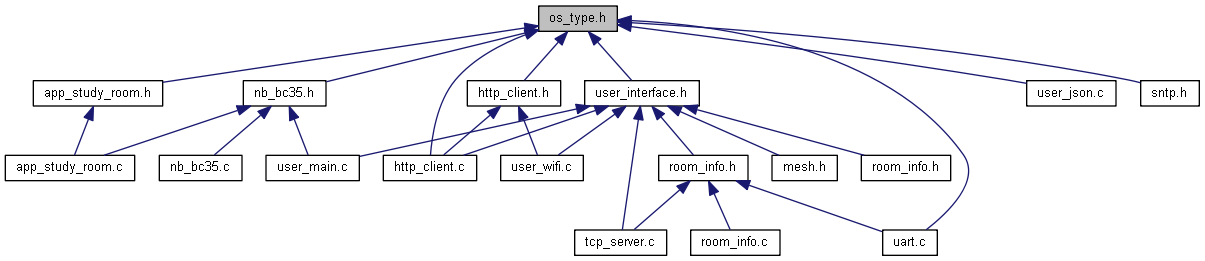 os_type.h
app_study_room.h
nb_bc35.h
http_client.h
user_interface.h
user_json.c
sntp.h
app_study_room.c
nb_bc35.c
user_main.c
http_client.c
user_wifi.c
room_info.h
mesh.h
room_info.h
tcp_server.c
room_info.c
uart.c